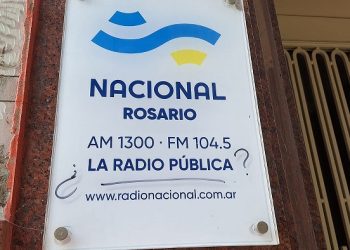 NACIONAL
ROSARIO
AM 1300 · FM 104.5
¿LA RADIO PÚBLICA?
www.radionacional.com.ar